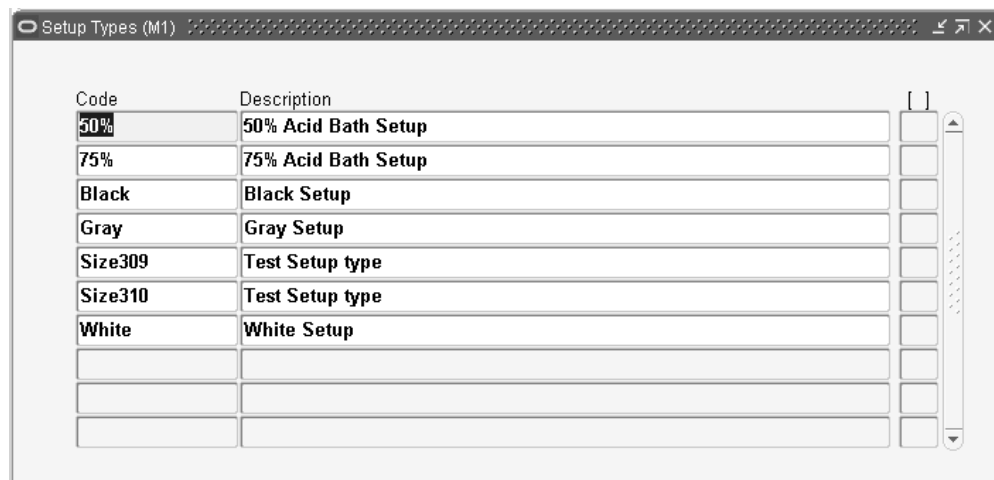 Setup Types (M1)
Code Description [ ]
50% 50% Acid Bath Setup
75% 75% Acid Bath Setup
Black Black Setup
Gray Gray Setup
Size309 Test Setup type
Size310 Test Setup type
White White Setup